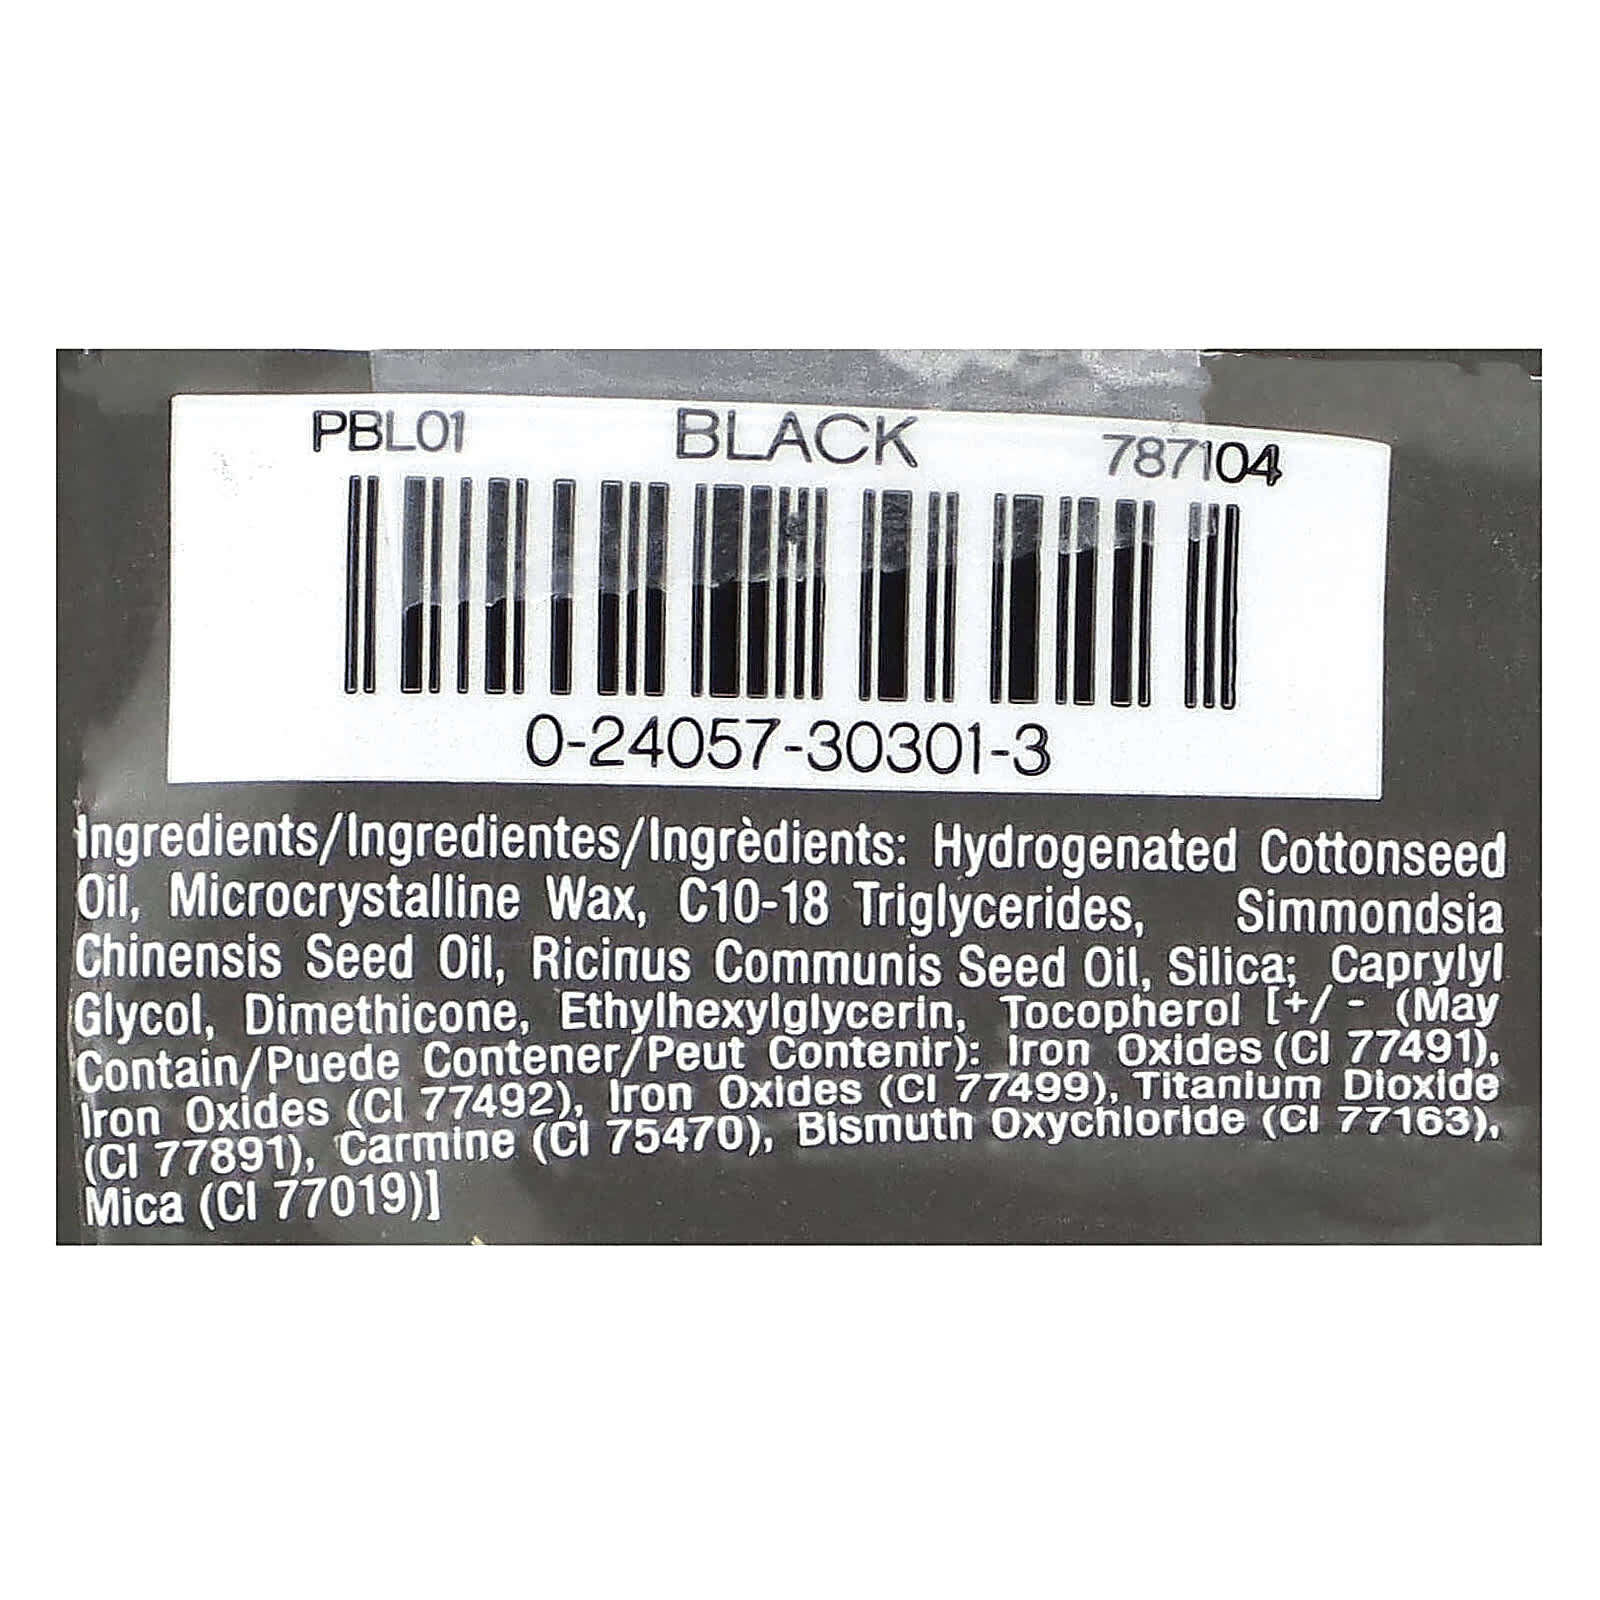 PBL01 BLACK 787104
0-24057-30301-3
Ingredients/Ingredientes/Ingrèdients: Hydrogenated Cottonseed
Oil, Microcrystalline Wax, C10-18 Triglycerides, Simmondsia
Chinensis Seed Oil, Ricinus Communis Seed Oil, Silica; Caprylyl
Glycol, Dimethicone, Ethylhexylglycerin, Tocopherol [+/ - (May
Contain/Puede Contener/Peut Contenir): Iron Oxides (CI 77491),
Iron Oxides (CI 77492), Iron Oxides (CI 77499), Titanium Dioxide
(CI 77891), Carmine (CI 75470), Bismuth Oxychloride (CI 77163),
Mica (CI 77019)]